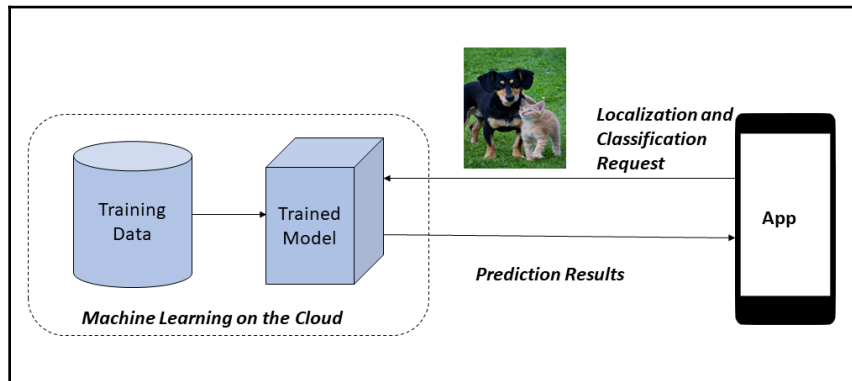 Localization and
Classification
Request
Training
Data
Trained
Model
App
Prediction Results
Machine Learning on the Cloud